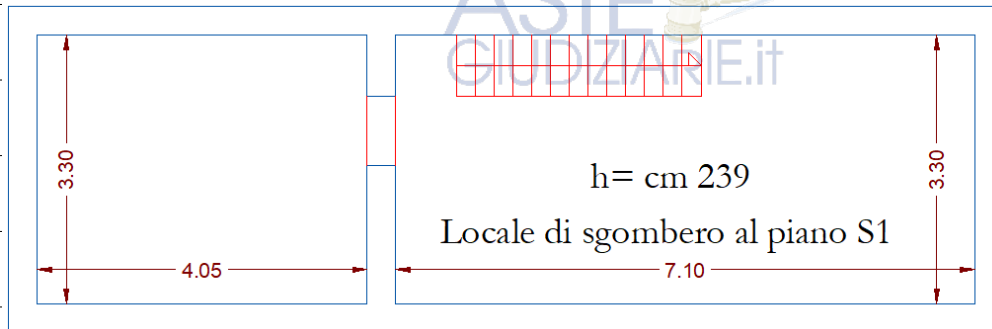 ASTE
GIUDIZIARIE.it
3.30
3.30
h= cm 239
Locale di sgombero al piano S1
4.05
7.10